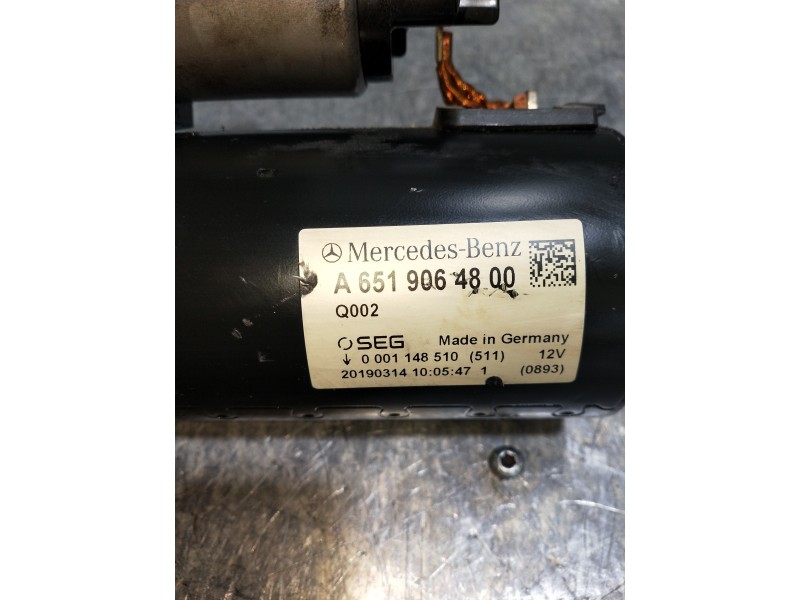 Mercedes-Benz
A 651 906 48 00
Q002
SEG Made in Germany
↓ 0 001 148 510 (511) 12V
20190314 10:05:47 1 (0893)